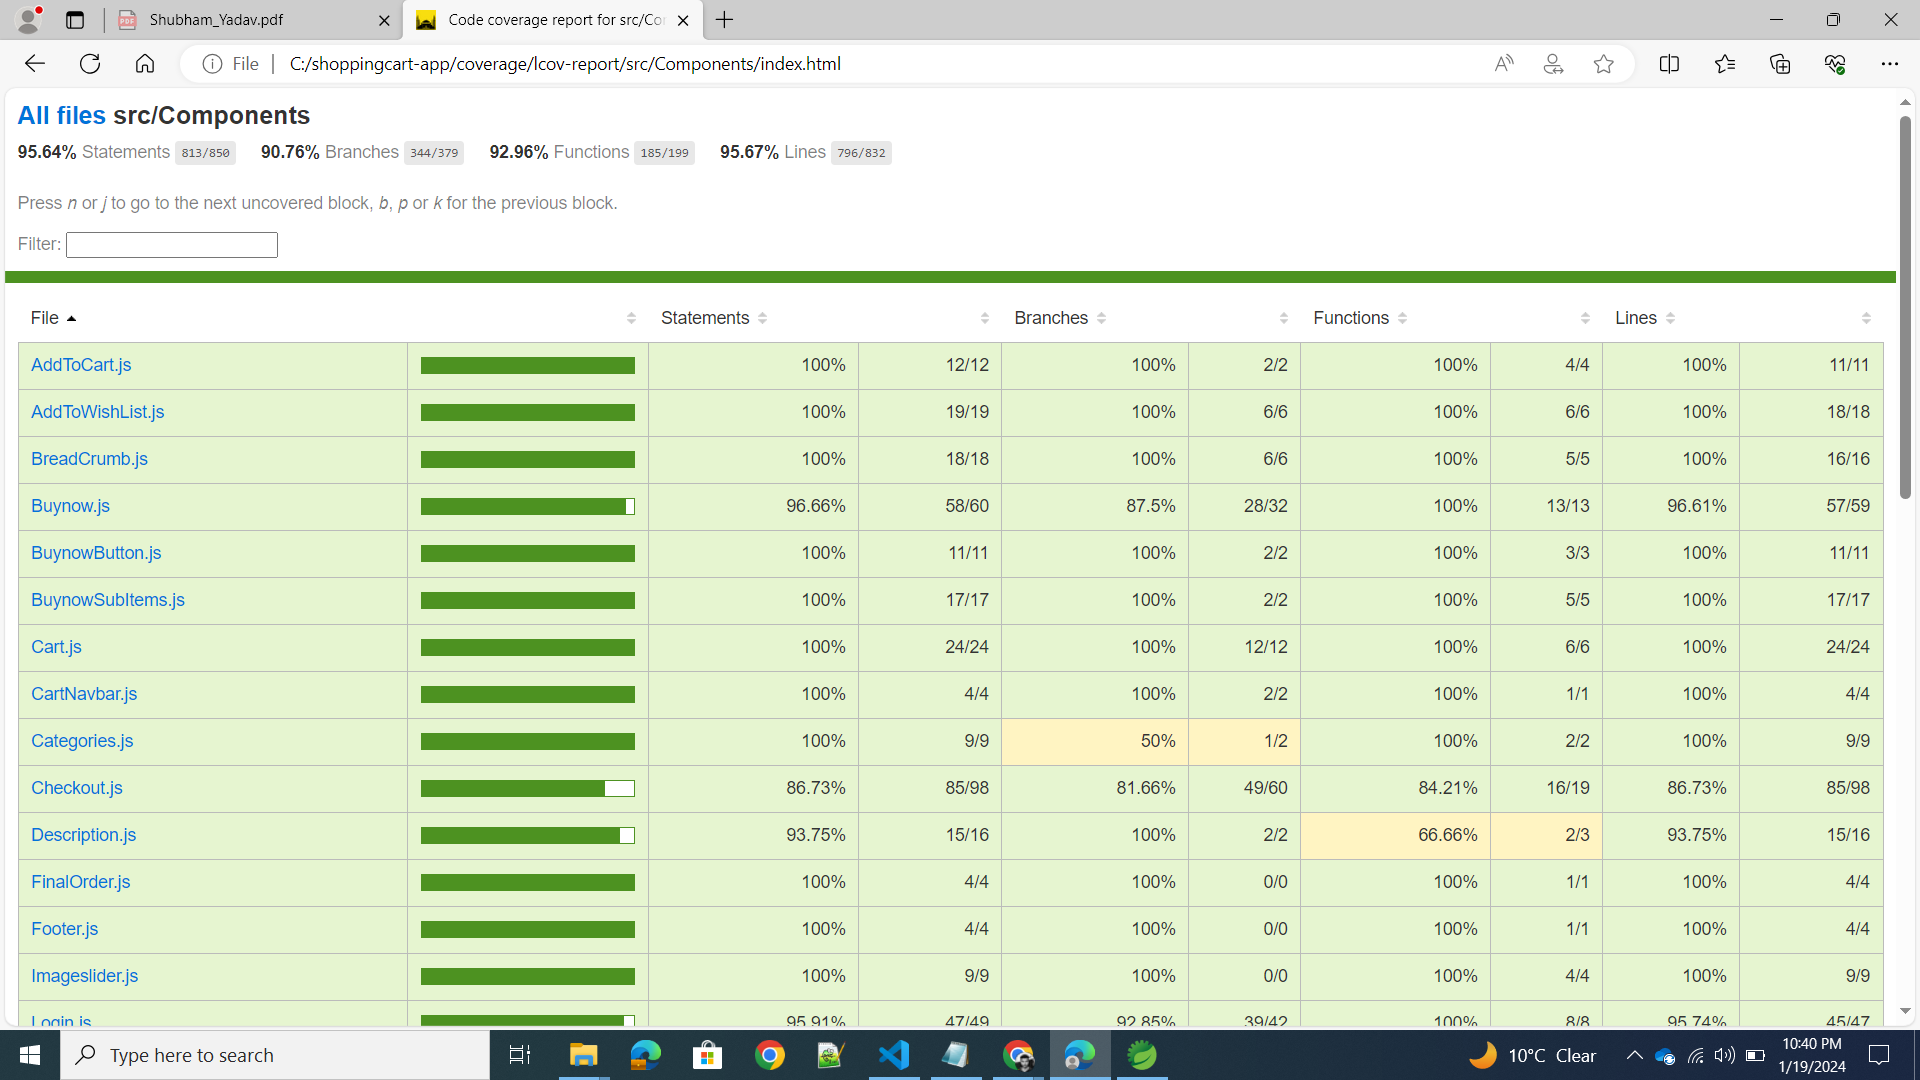 Shubham_Yadav.pdf
Code coverage report for src/Co
File
C:/shoppingcart-app/coverage/lcov-report/src/Components/index.html
All files src/Components
95.64% Statements 813/850 90.76% Branches 344/379 92.96% Functions 185/199 95.67% Lines 796/832
Press n or j to go to the next uncovered block, b, p or k for the previous block.
Filter:
File Statements Branches Functions Lines
AddToCart.js 100% 12/12 100% 2/2 100% 4/4 100% 11/11
AddToWishList.js 100% 19/19 100% 6/6 100% 6/6 100% 18/18
BreadCrumb.js 100% 18/18 100% 6/6 100% 5/5 100% 16/16
Buynow.js 96.66% 58/60 87.5% 28/32 100% 13/13 96.61% 57/59
BuynowButton.js 100% 11/11 100% 2/2 100% 3/3 100% 11/11
BuynowSubItems.js 100% 17/17 100% 2/2 100% 5/5 100% 17/17
Cart.js 100% 24/24 100% 12/12 100% 6/6 100% 24/24
CartNavbar.js 100% 4/4 100% 2/2 100% 1/1 100% 4/4
Categories.js 100% 9/9 50% 1/2 100% 2/2 100% 9/9
Checkout.js 86.73% 85/98 81.66% 49/60 84.21% 16/19 86.73% 85/98
Description.js 93.75% 15/16 100% 2/2 66.66% 2/3 93.75% 15/16
FinalOrder.js 100% 4/4 100% 0/0 100% 1/1 100% 4/4
Footer.js 100% 4/4 100% 0/0 100% 1/1 100% 4/4
Imageslider.js 100% 9/9 100% 0/0 100% 4/4 100% 9/9
Login.js 95.91% 47/49 92.85% 39/42 100% 8/8 95.74% 45/47
Type here to search
10°C Clear
10:40 PM
1/19/2024